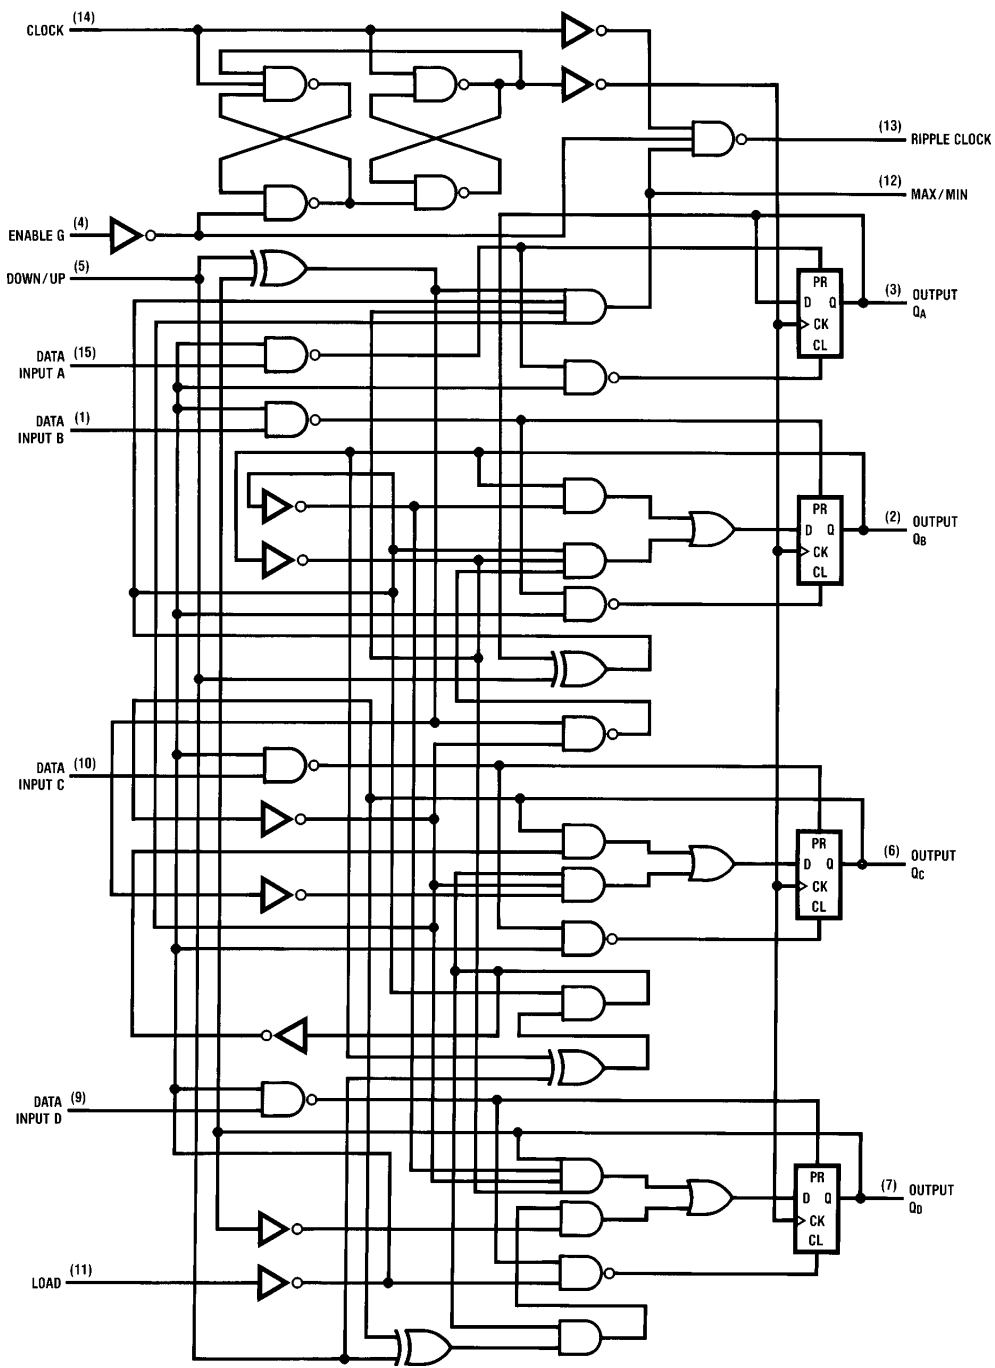 CLOCK (14)
(13) RIPPLE CLOCK
(12) MAX/MIN
ENABLE G (4)
DOWN/UP (5)
PR
D Q
CK
CL
(3) OUTPUT
QA
DATA (15)
INPUT A
DATA (1)
INPUT B
PR
D Q
CK
CL
(2) OUTPUT
QB
DATA (10)
INPUT C
PR
D Q
CK
CL
(6) OUTPUT
QC
DATA (9)
INPUT D
PR
D Q
CK
CL
(7) OUTPUT
QD
LOAD (11)